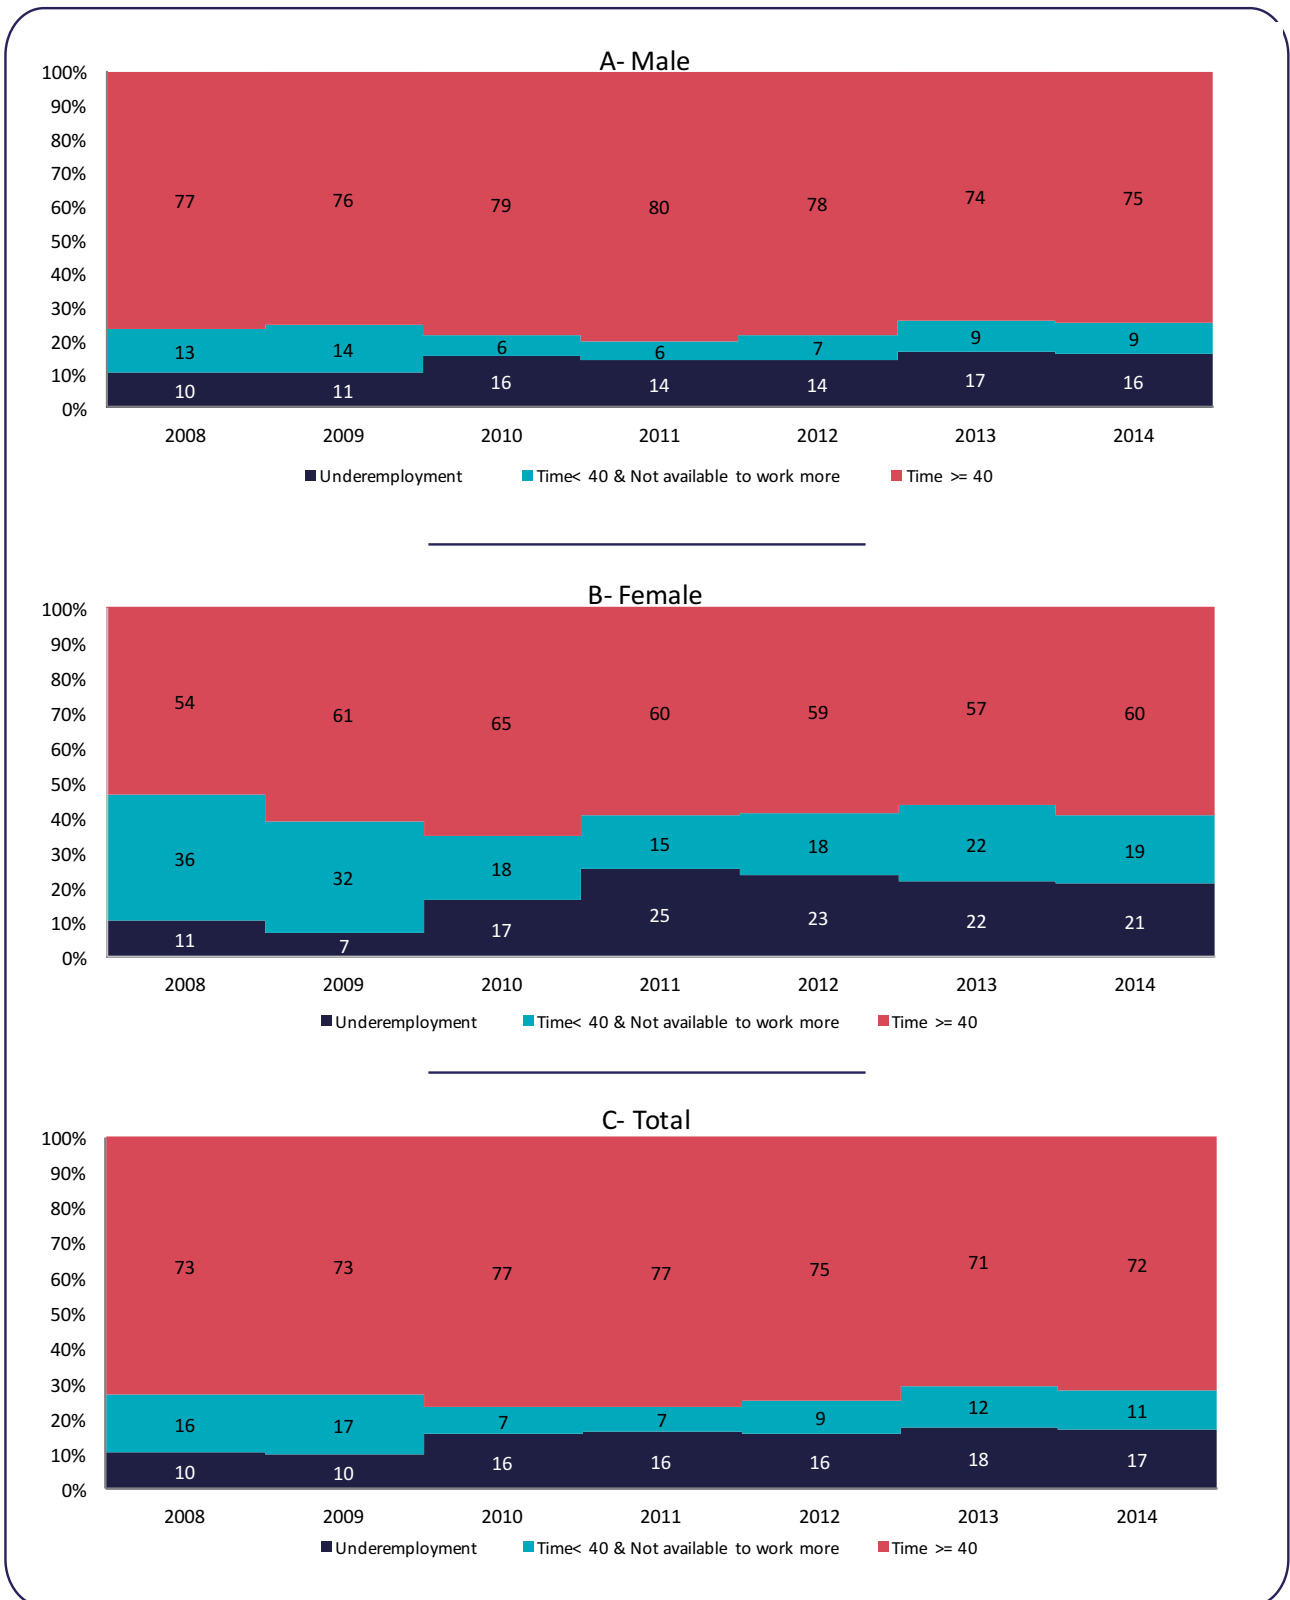 A- Male
100%
90%
80%
70%
60%
50%
40%
30%
20%
10%
0%
77 76 79 80 78 74 75
13 14 6 6 7 9 9
10 11 16 14 14 17 16
2008 2009 2010 2011 2012 2013 2014
Underemployment Time< 40 & Not available to work more Time >= 40
B- Female
100%
90%
80%
70%
60%
50%
40%
30%
20%
10%
0%
54 61 65 60 59 57 60
36 32 18 15 18 22 19
11 7 17 25 23 22 21
2008 2009 2010 2011 2012 2013 2014
Underemployment Time< 40 & Not available to work more Time >= 40
C- Total
100%
90%
80%
70%
60%
50%
40%
30%
20%
10%
0%
73 73 77 77 75 71 72
16 17 7 7 9 12 11
10 10 16 16 16 18 17
2008 2009 2010 2011 2012 2013 2014
Underemployment Time< 40 & Not available to work more Time >= 40